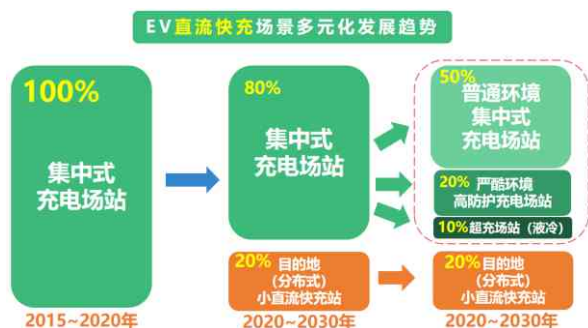 EV直流快充场景多元化发展趋势
100%
集中式
充电场站
2015~2020年
80%
集中式
充电场站
20% 目的地
(分布式)
小直流快充站
2020~2030年
50%
普通环境
集中式
充电场站
20% 严酷环境
高防护充电场站
10%超充场站（液冷）
20%目的地
(分布式)
小直流快充站
2020~2030年